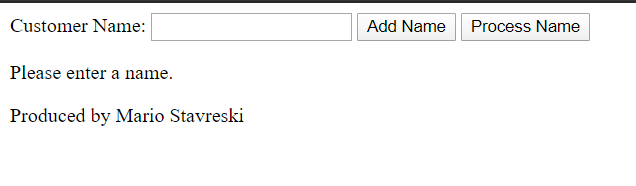 Customer Name: Add Name Process Name
Please enter a name.
Produced by Mario Stavreski